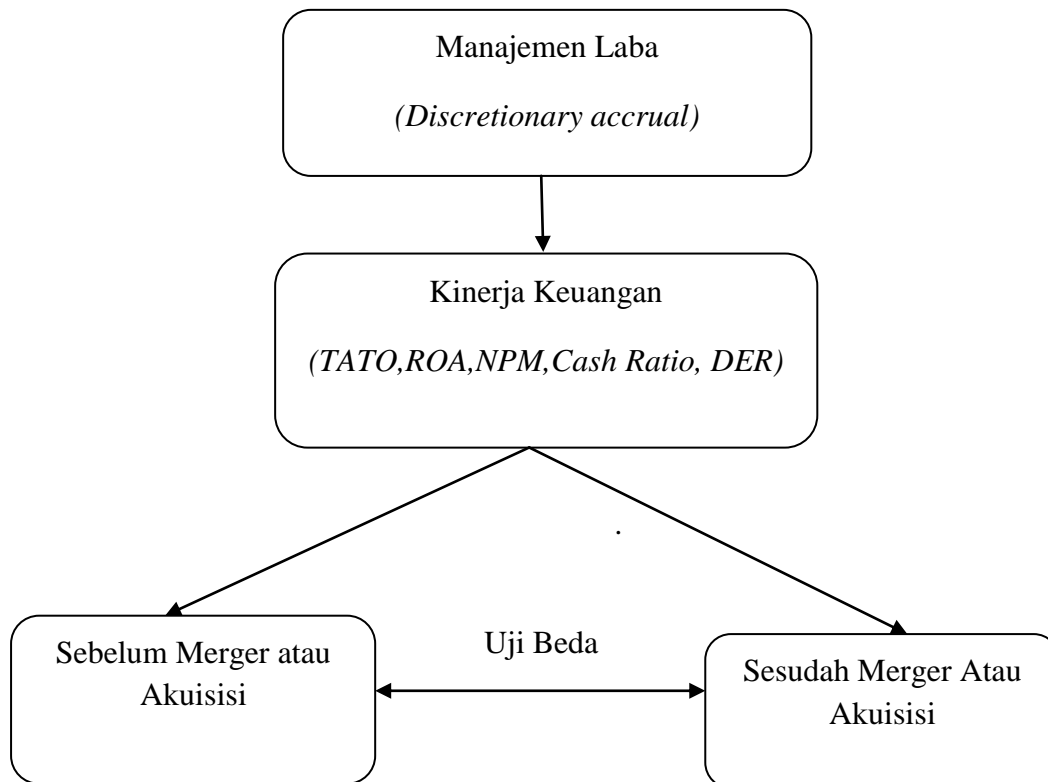 Manajemen Laba
(Discretionary accrual)
Kinerja Keuangan
(TATO,ROA,NPM,Cash Ratio, DER)
.
Uji Beda
Sebelum Merger atau
Akuisisi
Sesudah Merger Atau
Akuisisi